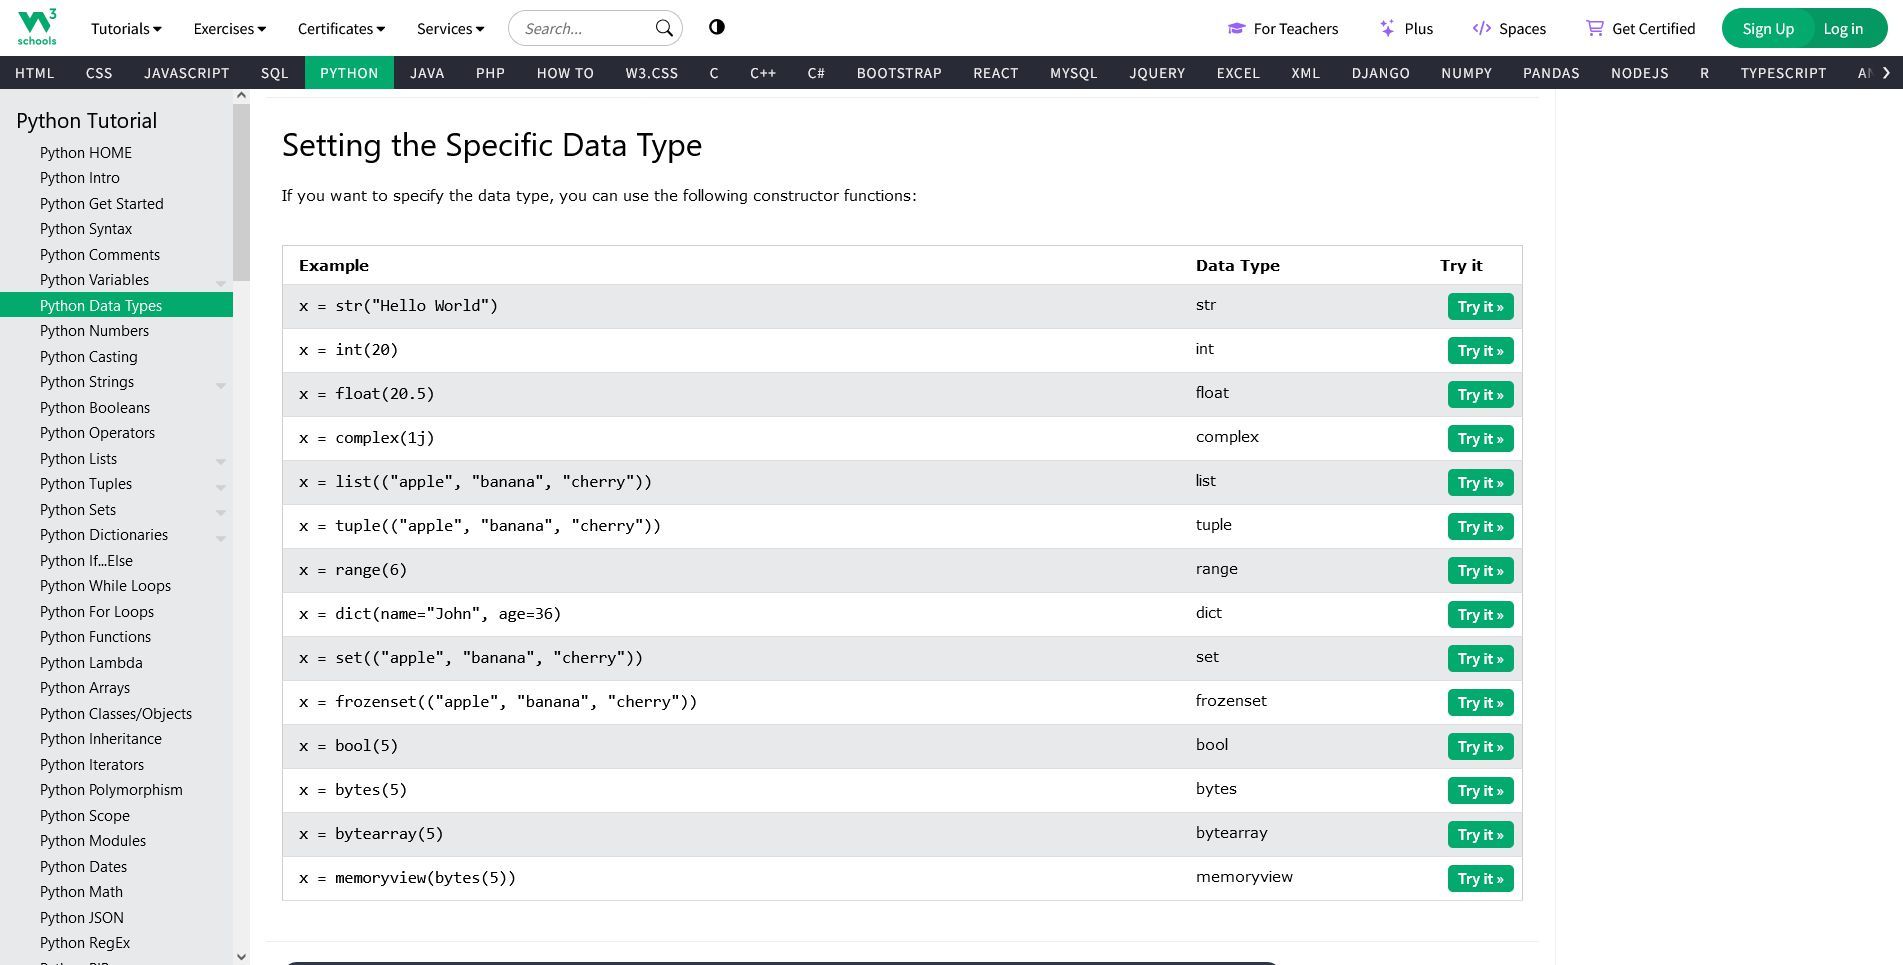 W3 schools
Tutorials Exercises Certificates Services Search... For Teachers Plus Spaces Get Certified Sign Up Log in
HTML CSS JAVASCRIPT SQL PYTHON JAVA PHP HOW TO W3.CSS C C++ C# BOOTSTRAP REACT MYSQL JQUERY EXCEL XML DJANGO NUMPY PANDAS NODEJS R TYPESCRIPT
Python Tutorial
Python HOME
Python Intro
Python Get Started
Python Syntax
Python Comments
Python Variables
Python Data Types
Python Numbers
Python Casting
Python Strings
Python Booleans
Python Operators
Python Lists
Python Tuples
Python Sets
Python Dictionaries
Python If...Else
Python While Loops
Python For Loops
Python Functions
Python Lambda
Python Arrays
Python Classes/Objects
Python Inheritance
Python Iterators
Python Polymorphism
Python Scope
Python Modules
Python Dates
Python Math
Python JSON
Python RegEx
Setting the Specific Data Type
If you want to specify the data type, you can use the following constructor functions:
Example Data Type Try it
x = str("Hello World") str Try it »
x = int(20) int Try it »
x = float(20.5) float Try it »
x = complex(1j) complex Try it »
x = list(("apple", "banana", "cherry")) list Try it »
x = tuple(("apple", "banana", "cherry")) tuple Try it »
x = range(6) range Try it »
x = dict(name="John", age=36) dict Try it »
x = set(("apple", "banana", "cherry")) set Try it »
x = frozenset(("apple", "banana", "cherry")) frozenset Try it »
x = bool(5) bool Try it »
x = bytes(5) bytes Try it »
x = bytearray(5) bytearray Try it »
x = memoryview(bytes(5)) memoryview Try it »